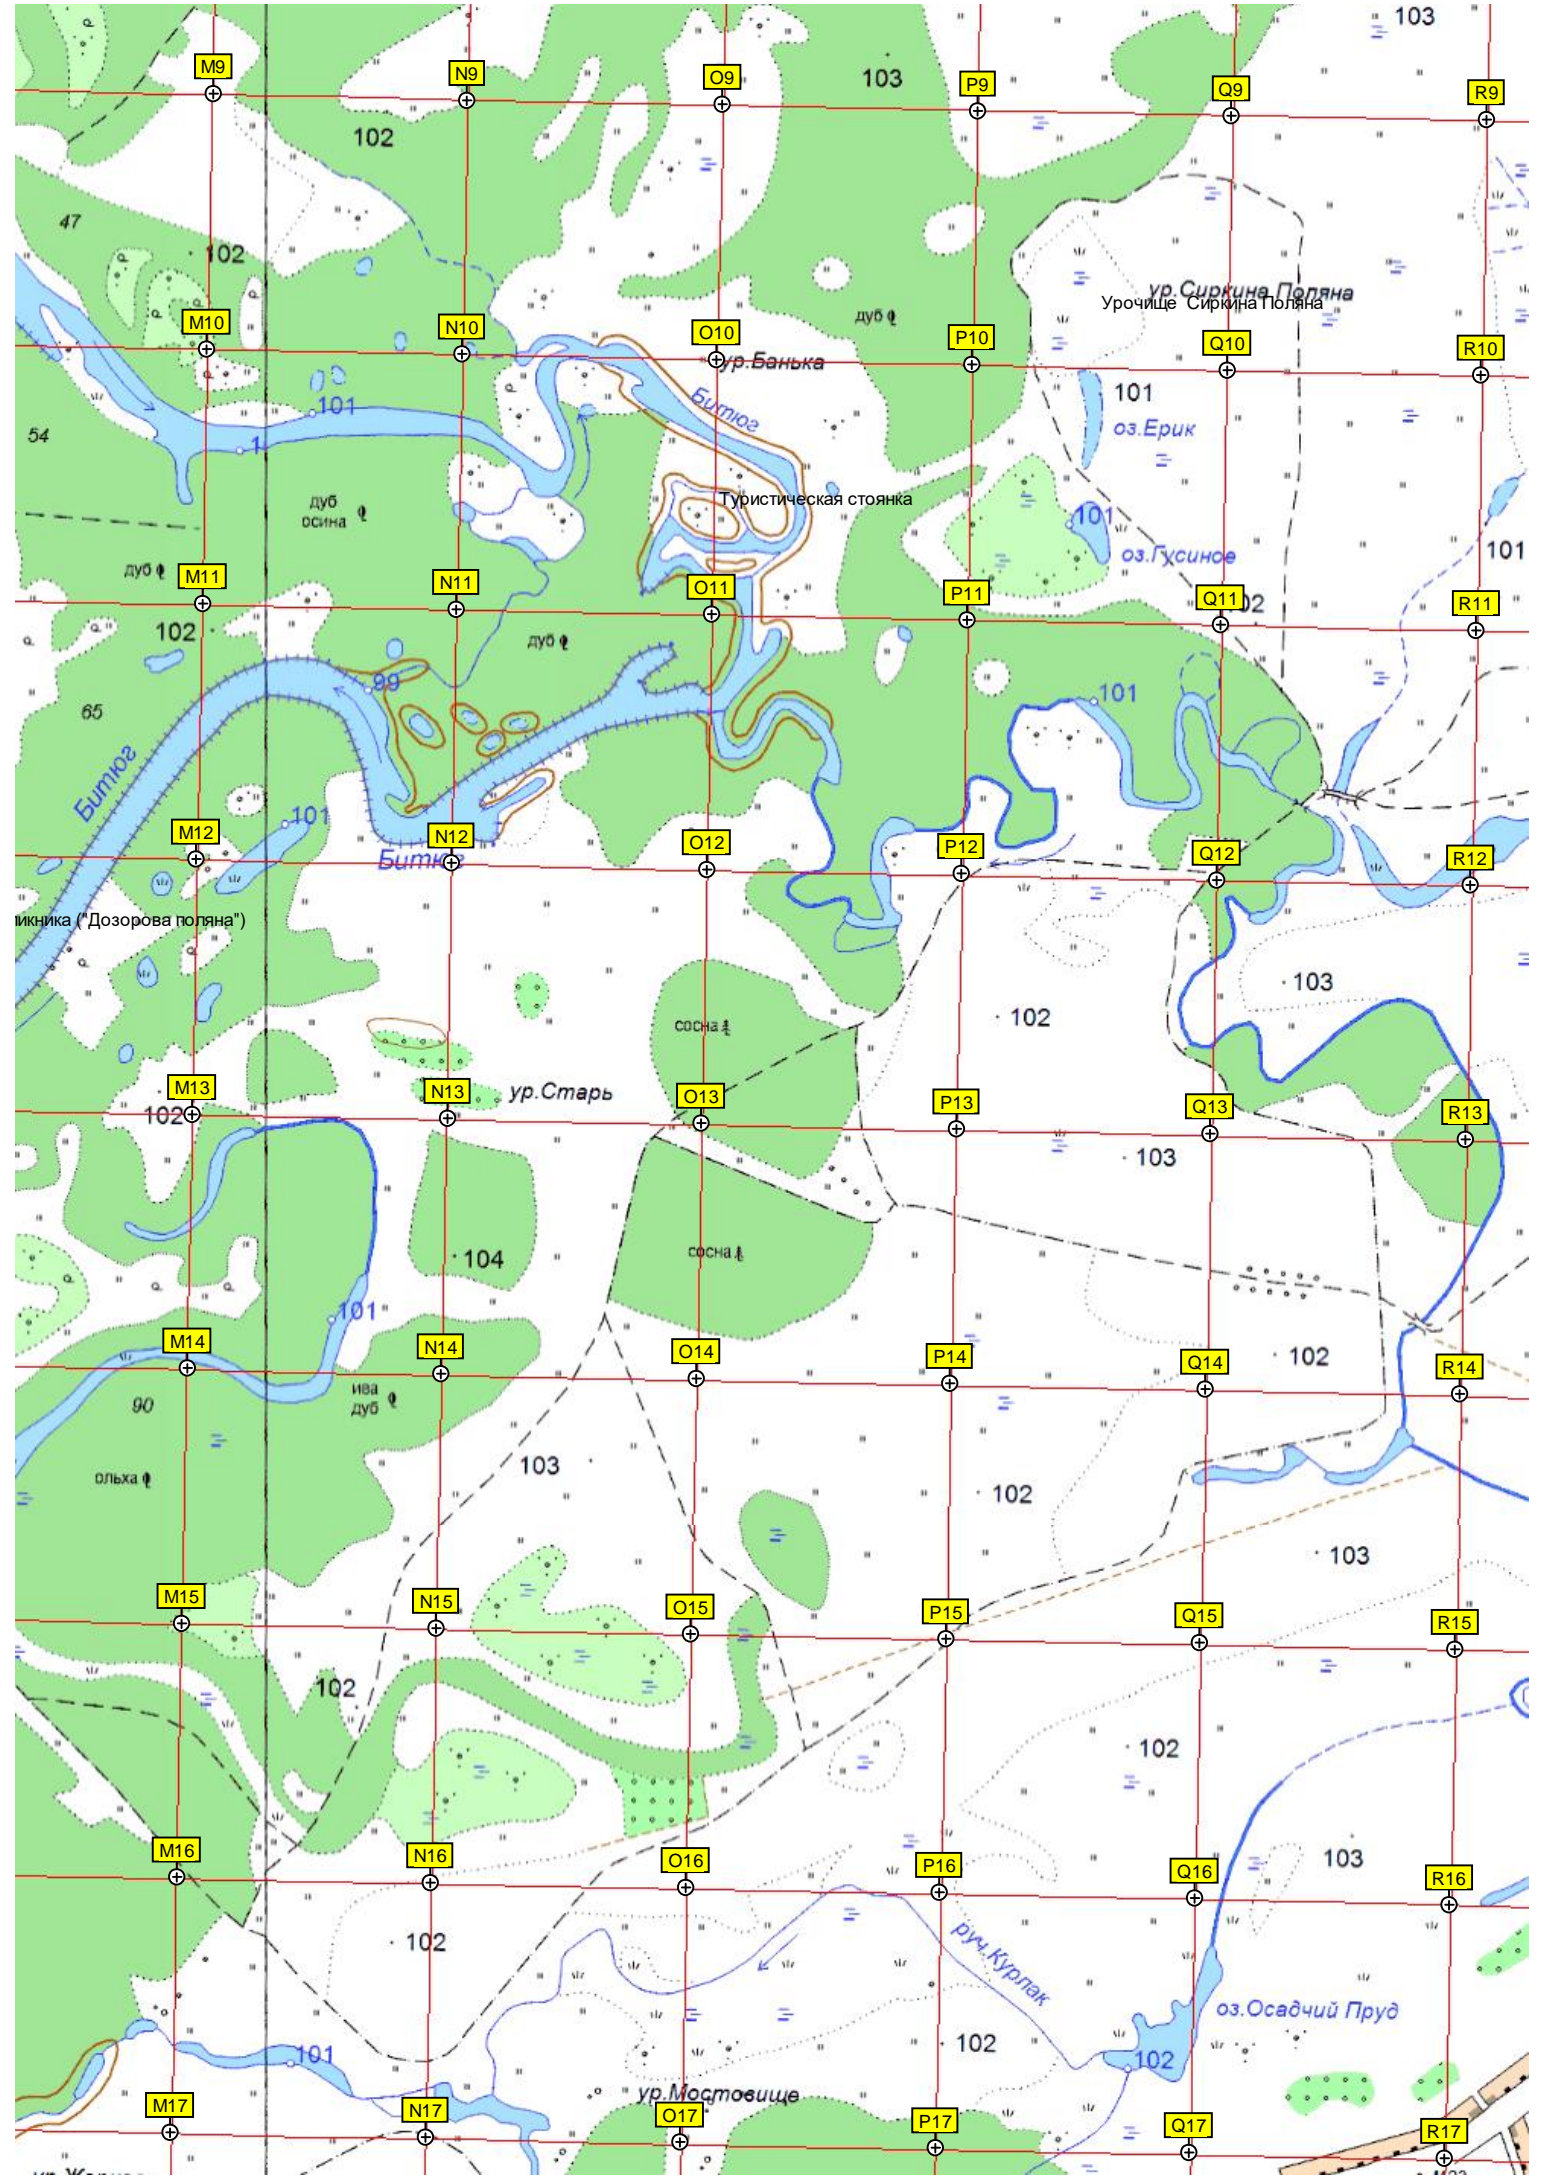 103
M9
N9
O9
P9
Q9
R9
103
102
47
102
ур.Сиркина Поляна
Урочище Сиркина Поляна
дуб
M10
N10
O10
P10
Q10
R10
ур.Банька
101
Битюг
101
оз.Ерик
54
1
Туристическая стоянка
дуб
осина
101
оз.Гусиное
101
дуб
M11
N11
O11
P11
Q11
02
R11
102
дуб
99
101
65
Битюг
101
M12
N12
O12
P12
Q12
R12
Битюг
икника ("Дозорова поляна")
103
102
сосна
M13
N13
O13
P13
Q13
R13
102
ур.Старь
103
104
сосна
101
M14
N14
O14
P14
Q14
R14
102
ива
дуб
90
103
ольха
102
103
M15
N15
O15
P15
Q15
R15
102
102
M16
N16
O16
P16
Q16
R16
103
102
руч.Курлак
оз.Осадчий Пруд
102
101
102
ур.Мостовище
M17
N17
O17
P17
Q17
R17